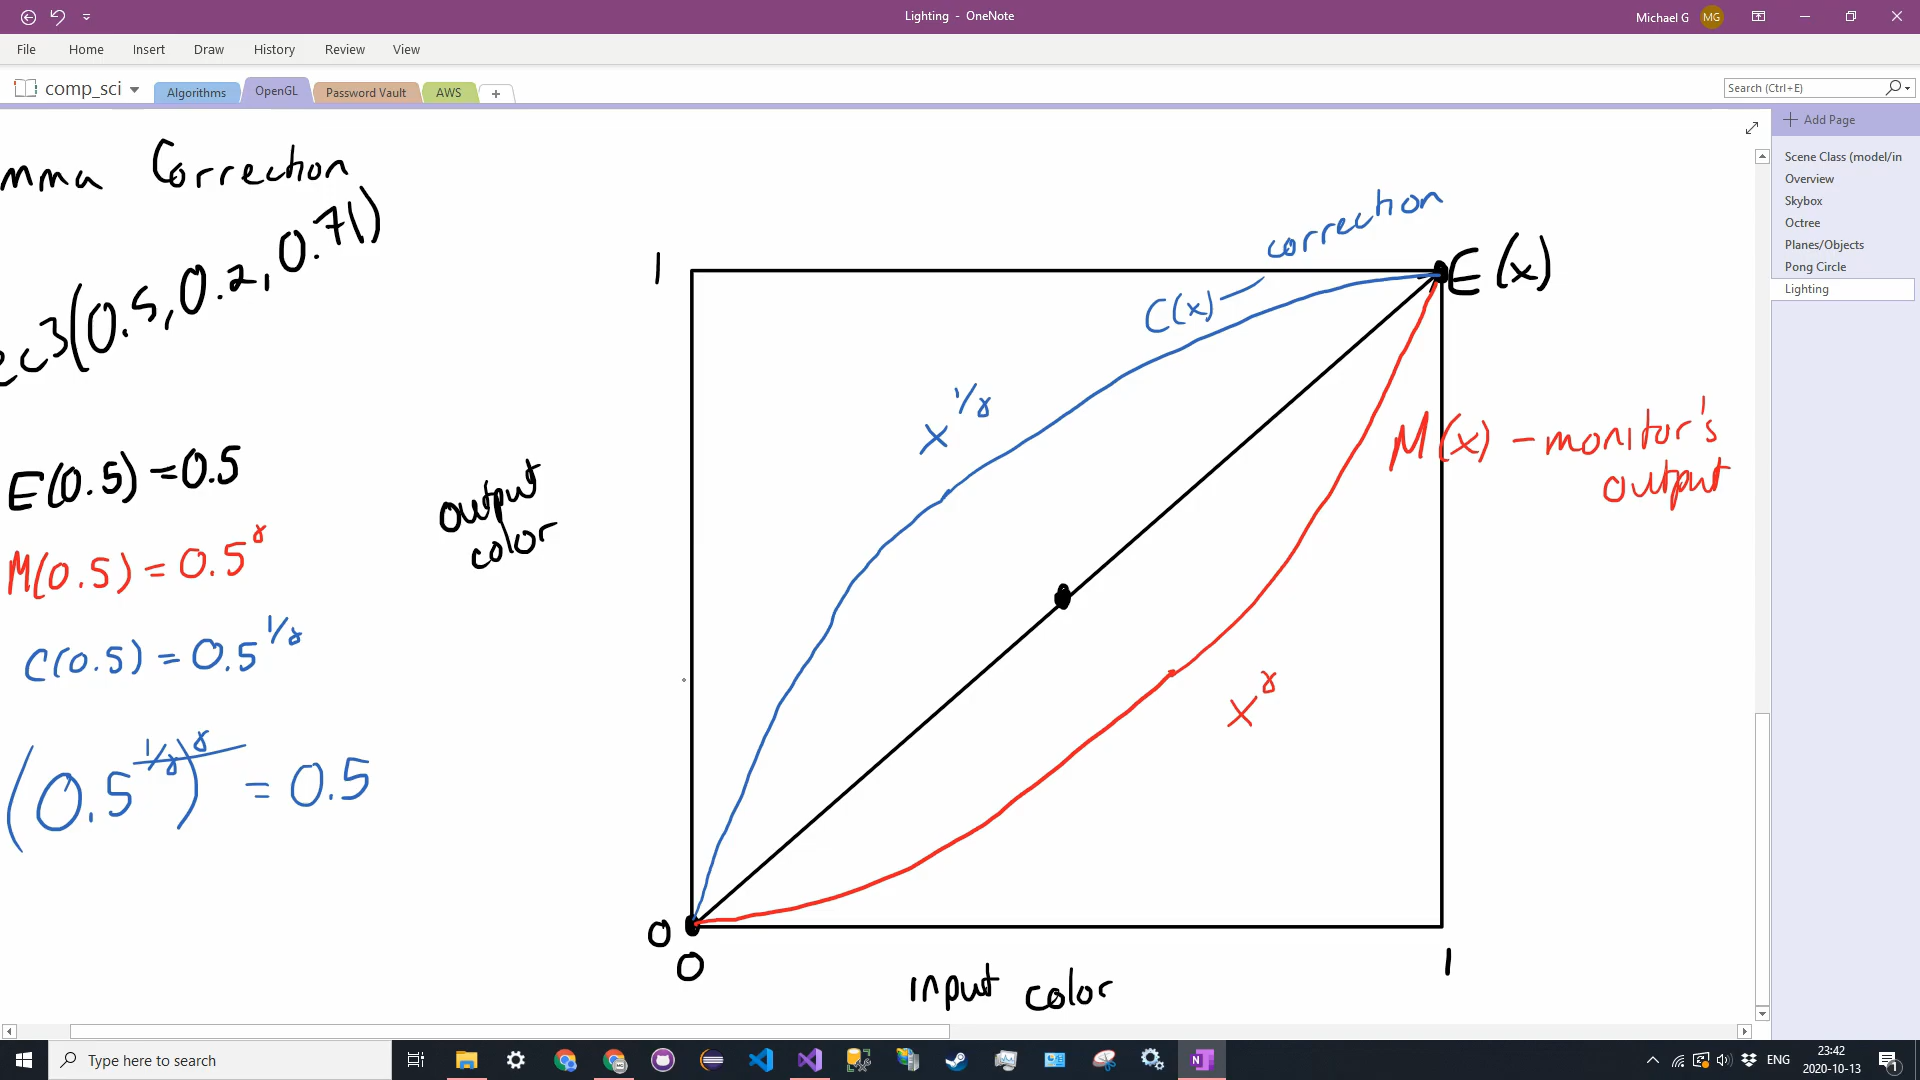 Lighting - OneNote
Michael G
MG
File
Home
Insert
Draw
History
Review
View
comp_sci
Algorithms
OpenGL
Password Vault
AWS
+
Search (Ctrl+E)
Add Page
Scene Class (model/in
Overview
Skybox
Octree
Planes/Objects
Pong Circle
Lighting
mma Correction
ec3(0.5, 0.2, 0.71)
E(0.5) = 0.5
M(0.5) = 0.5^γ
C(0.5) = 0.5^1/γ
(0.5^1/γ)^γ = 0.5
output
color
1
correction
C(x)
E(x)
x^1/γ
M(x) - monitor's
output
x^γ
0
0
1
input color
Type here to search
ENG
23:42
2020-10-13
1